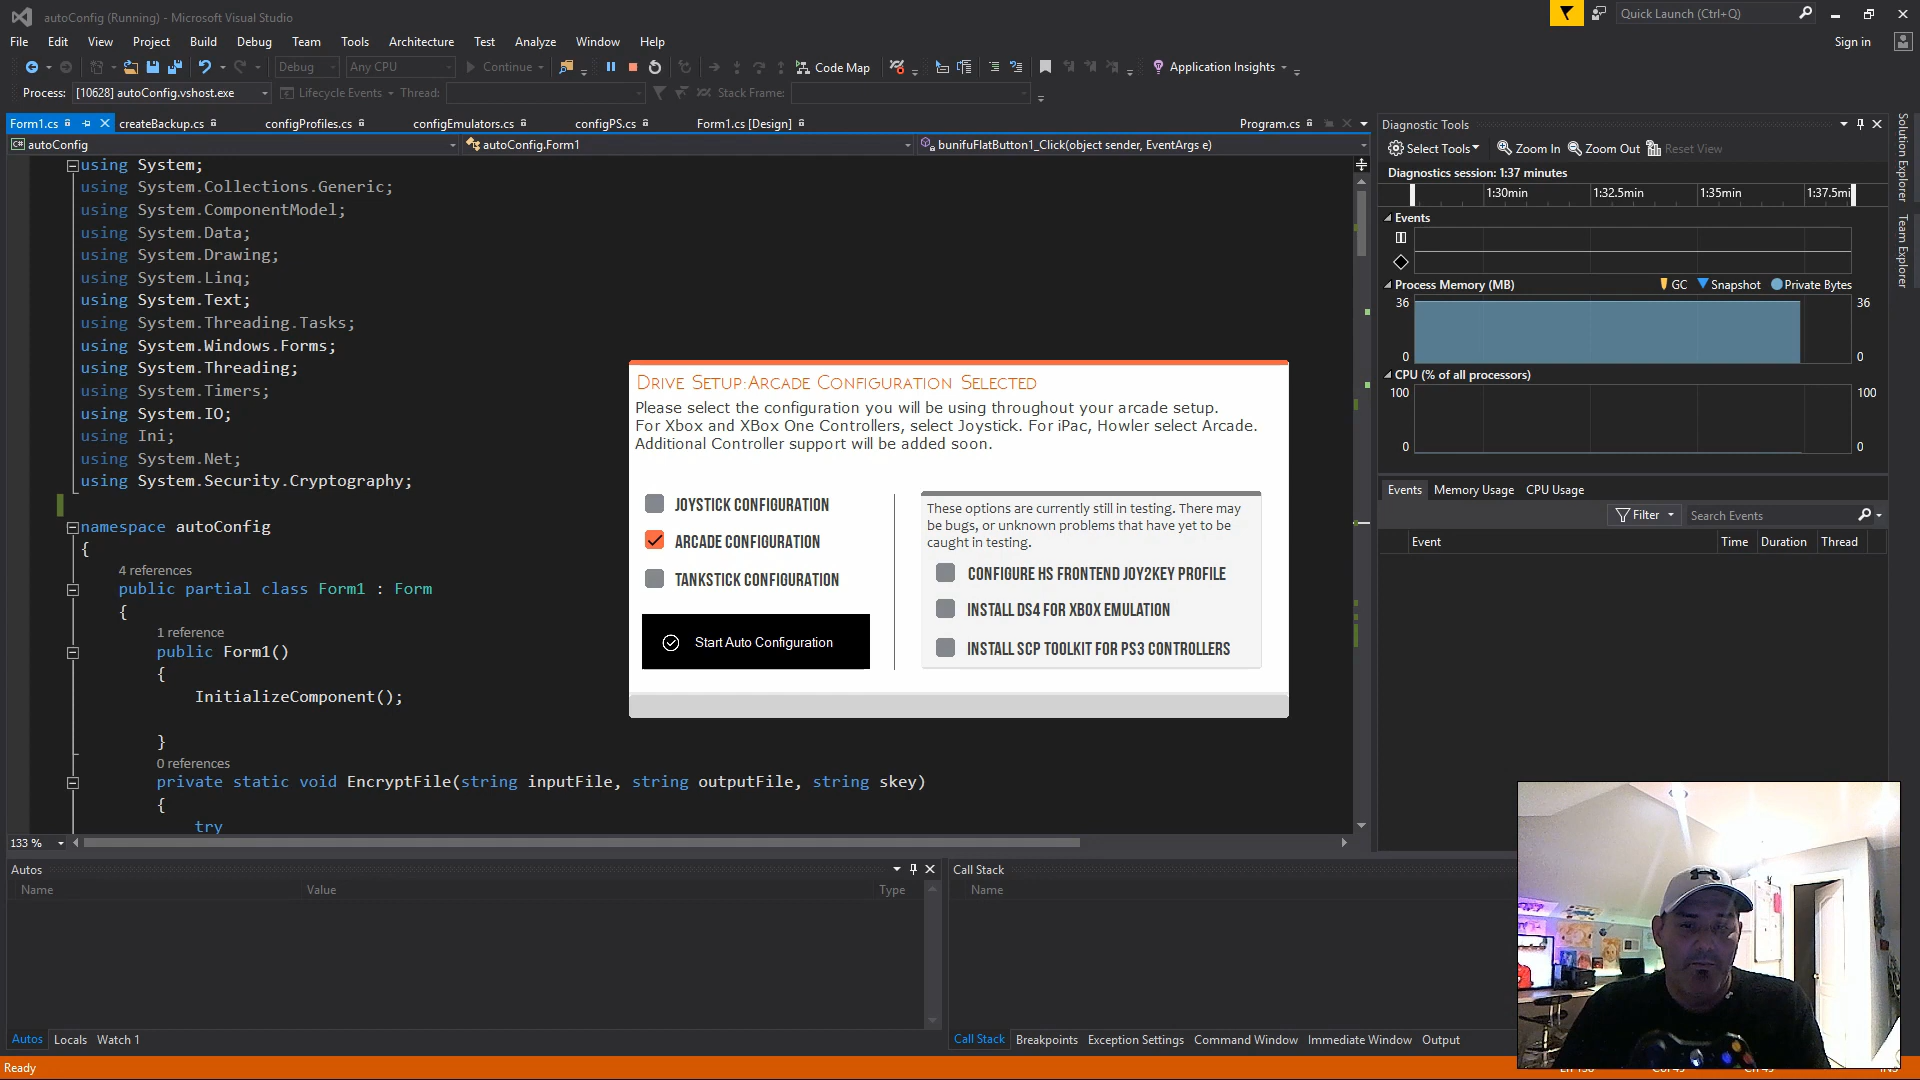 autoConfig (Running) - Microsoft Visual Studio
Quick Launch (Ctrl+Q)
File Edit View Project Build Debug Team Tools Architecture Test Analyze Window Help
Sign in
Debug Any CPU Continue Code Map Application Insights
Process: [10628] autoConfig.vshost.exe Lifecycle Events Thread: Stack Frame:
Form1.cs createBackup.cs configProfiles.cs configEmulators.cs configPS.cs Form1.cs [Design] Program.cs
autoConfig autoConfig.Form1 bunifuFlatButton1_Click(object sender, EventArgs e)
using System;
using System.Collections.Generic;
using System.ComponentModel;
using System.Data;
using System.Drawing;
using System.Linq;
using System.Text;
using System.Threading.Tasks;
using System.Windows.Forms;
using System.Threading;
using System.Timers;
using System.IO;
using Ini;
using System.Net;
using System.Security.Cryptography;
namespace autoConfig
{
4 references
public partial class Form1 : Form
{
1 reference
public Form1()
{
InitializeComponent();
}
0 references
private static void EncryptFile(string inputFile, string outputFile, string skey)
{
try
133 %
Drive Setup:Arcade Configuration Selected
Please select the configuration you will be using throughout your arcade setup.
For Xbox and XBox One Controllers, select Joystick. For iPac, Howler select Arcade.
Additional Controller support will be added soon.
JOYSTICK CONFIGURATION
ARCADE CONFIGURATION
TANKSTICK CONFIGURATION
Start Auto Configuration
These options are currently still in testing. There may
be bugs, or unknown problems that have yet to be
caught in testing.
CONFIGURE HS FRONTEND JOY2KEY PROFILE
INSTALL DS4 FOR XBOX EMULATION
INSTALL SCP TOOLKIT FOR PS3 CONTROLLERS
Diagnostic Tools
Select Tools Zoom In Zoom Out Reset View
Diagnostics session: 1:37 minutes
1:30min 1:32.5min 1:35min 1:37.5mi
Events
Process Memory (MB) GC Snapshot Private Bytes
36 36
0 0
CPU (% of all processors)
100 100
0 0
Events Memory Usage CPU Usage
Filter Search Events
Event Time Duration Thread
Solution Explorer
Team Explorer
Autos
Name Value Type
Autos Locals Watch 1
Call Stack
Name
Call Stack Breakpoints Exception Settings Command Window Immediate Window Output
Ready